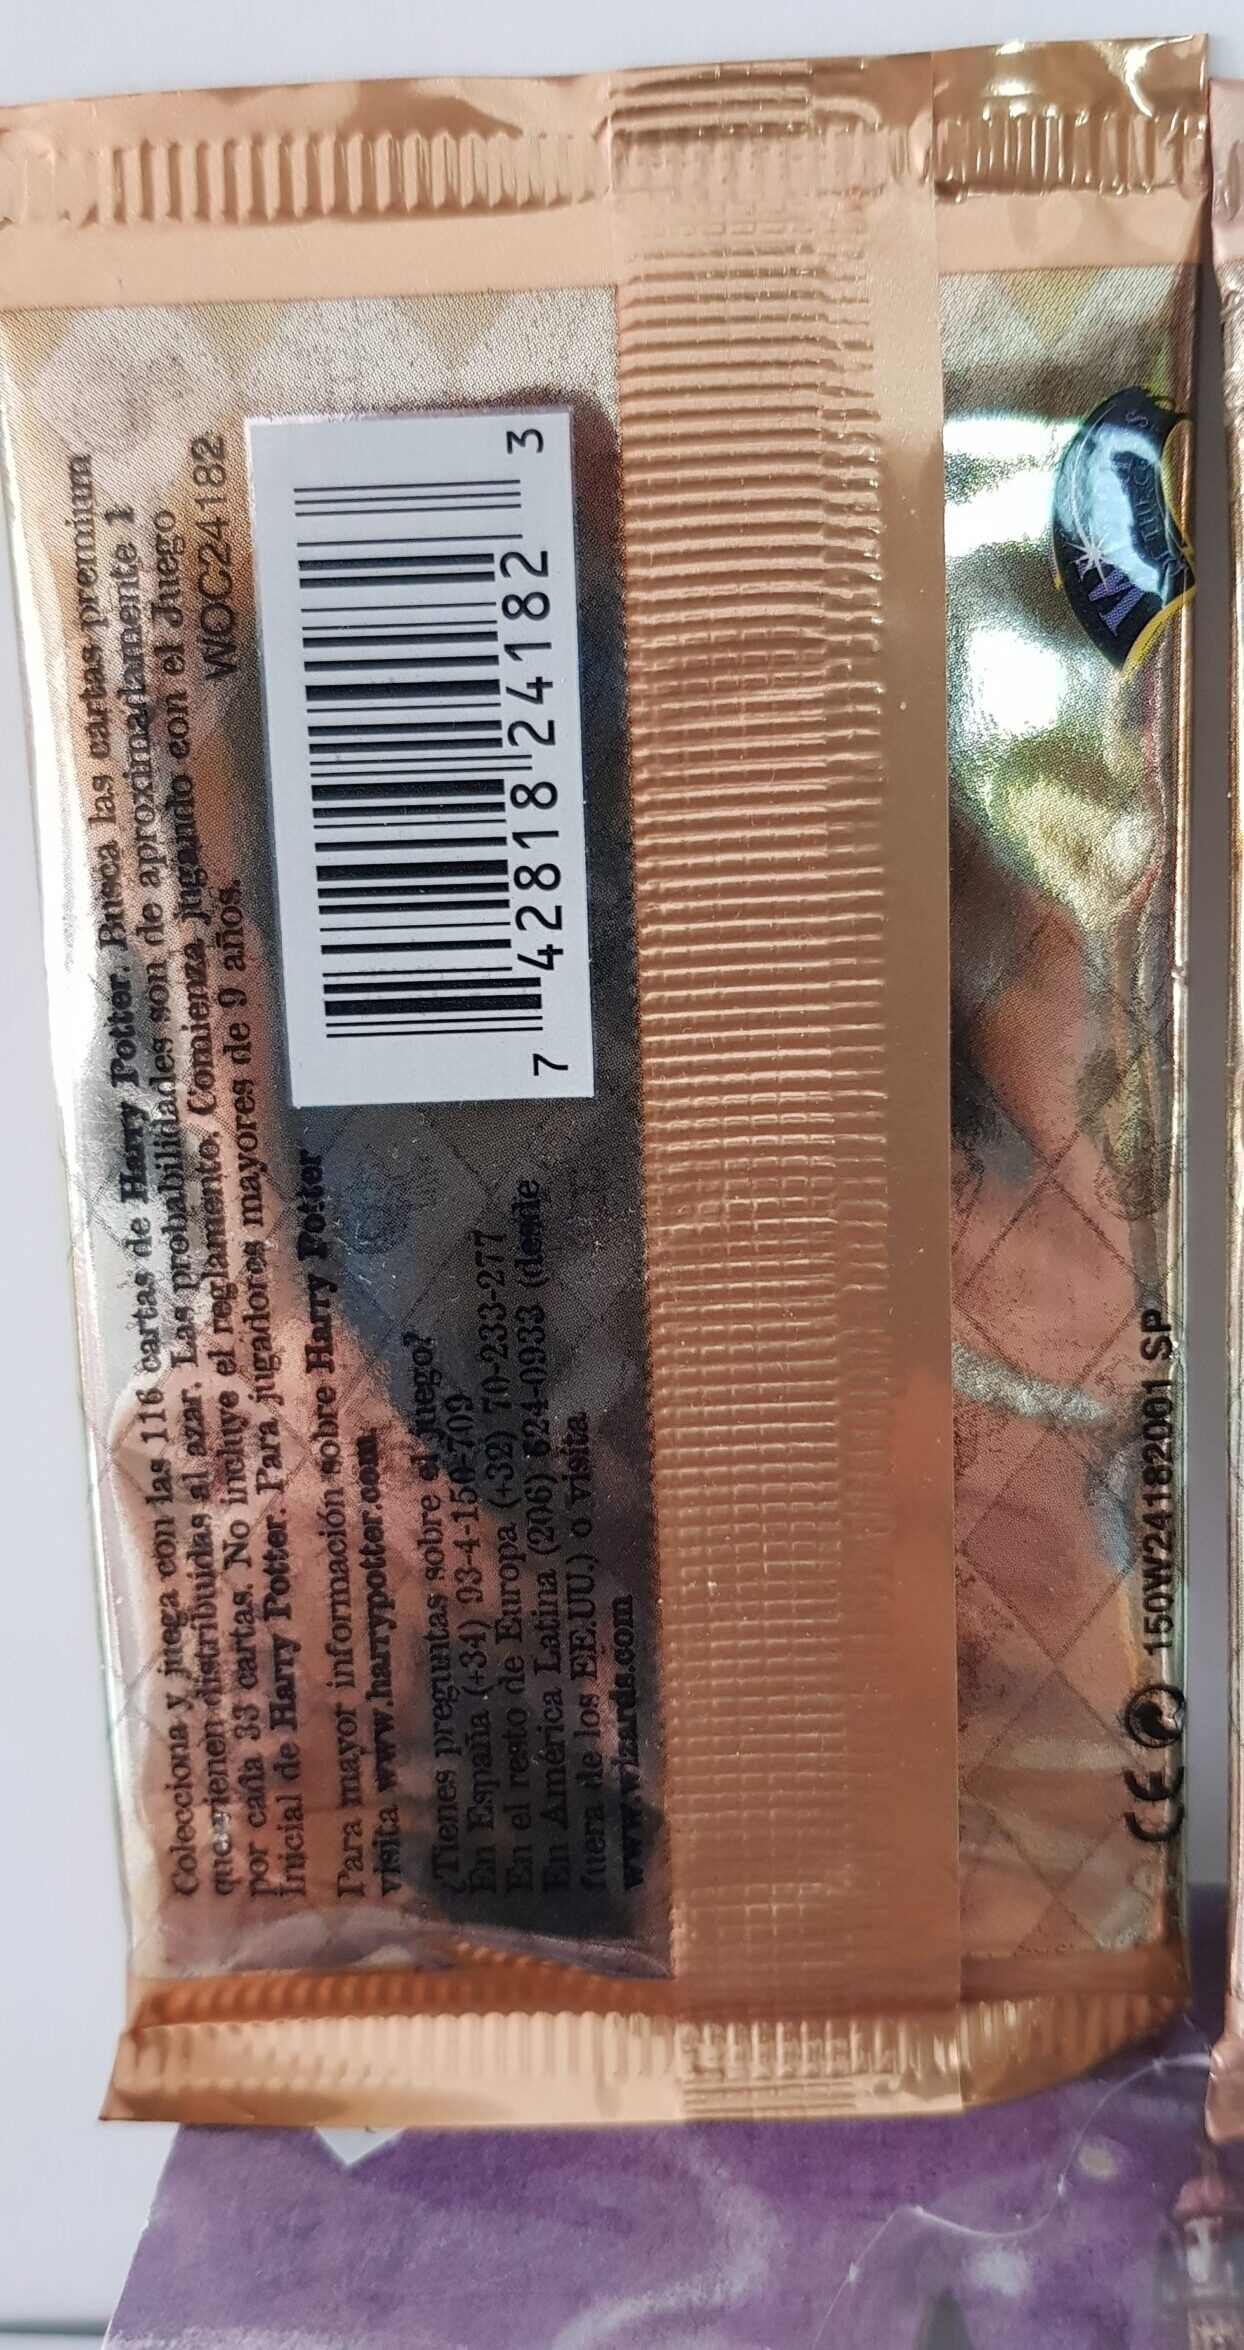 Colecciona y juega con las 116 cartas de Harry Potter. Busca las cartas premium
que vienen distribuidas al azar. Las probabilidades son de aproximadamente 1
por cada 33 cartas. No incluye el reglamento. Comienza jugando con el Juego
Inicial de Harry Potter. Para jugadores mayores de 9 años.
WOC24182
Para mayor información sobre Harry Potter
visita www.harrypotter.com
¿Tienes preguntas sobre el juego?
En España (+34) 93-4-150-709
En el resto de Europa (+32) 70-233-277
En América Latina (206) 624-0933 (desde
fuera de los EE.UU.) o visita
www.wizards.com
7 42818 24182 3
CE 150W24182001 SP